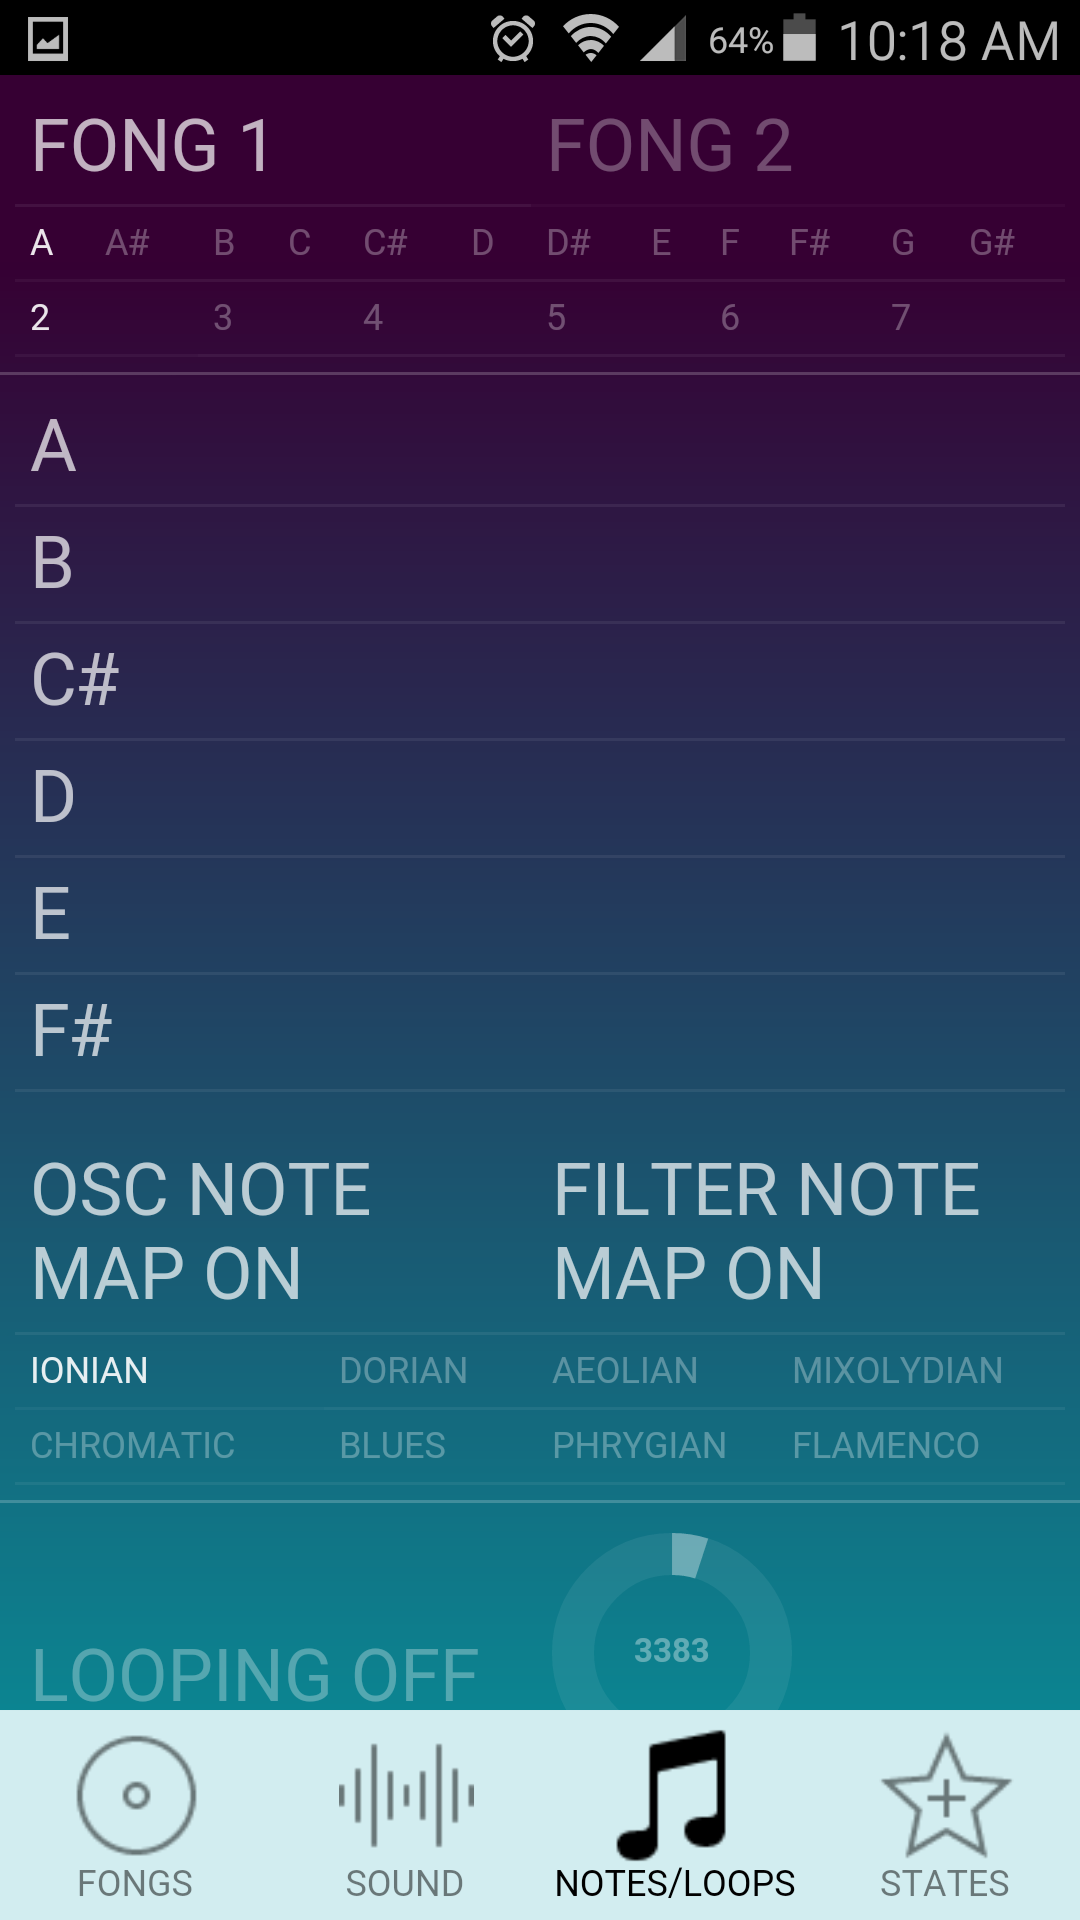 64% 10:18 AM
FONG 1 FONG 2
A A# B C C# D D# E F F# G G#
2 3 4 5 6 7
A
B
C#
D
E
F#
OSC NOTE FILTER NOTE
MAP ON MAP ON
IONIAN DORIAN AEOLIAN MIXOLYDIAN
CHROMATIC BLUES PHRYGIAN FLAMENCO
3383
LOOPING OFF
FONGS SOUND NOTES/LOOPS STATES